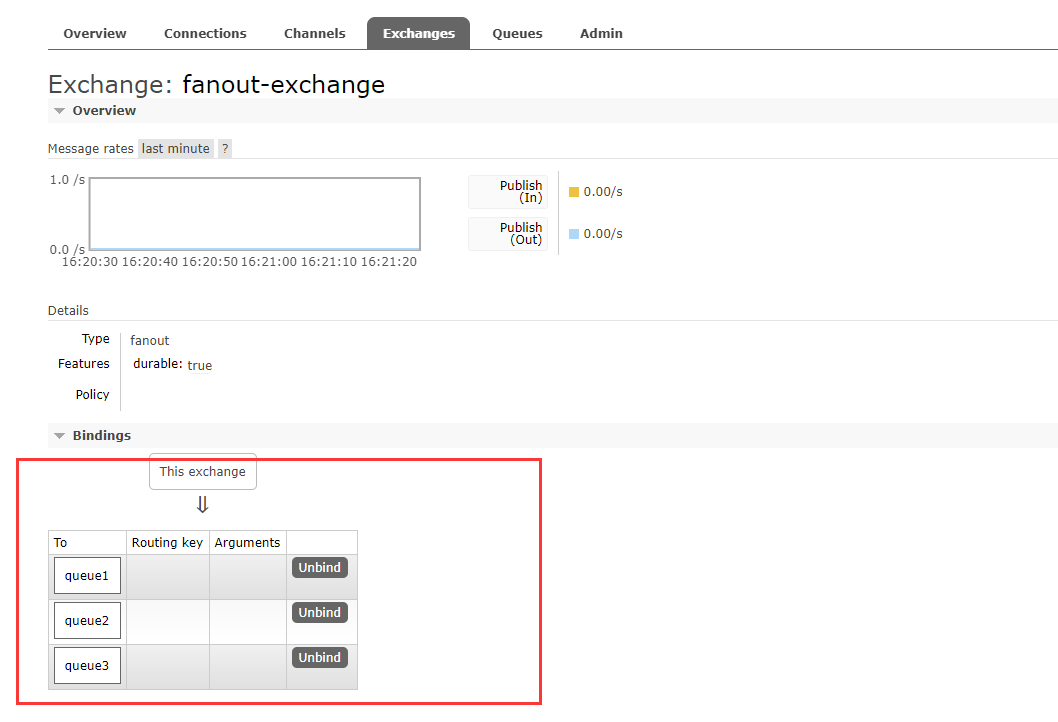 Overview Connections Channels Exchanges Queues Admin
Exchange: fanout-exchange
Overview
Message rates last minute ?
1.0 /s
0.0 /s
16:20:30 16:20:40 16:20:50 16:21:00 16:21:10 16:21:20
Publish
(In)
0.00/s
Publish
(Out)
0.00/s
Details
Type fanout
Features durable: true
Policy
Bindings
This exchange
⇓
To Routing key Arguments
queue1 Unbind
queue2 Unbind
queue3 Unbind